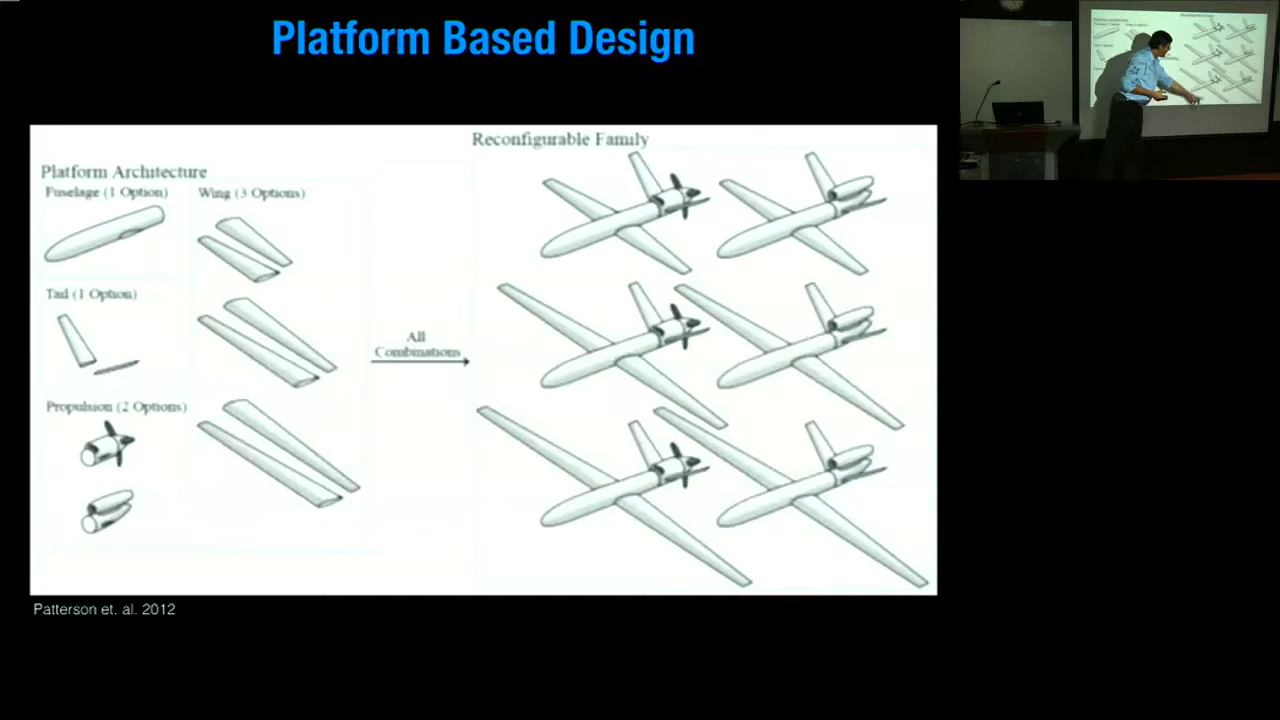 Platform Based Design
Reconfigurable Family
Platform Architecture
Fuselage (1 Option)
Wing (3 Options)
Tail (1 Option)
All
Combinations
Propulsion (2 Options)
Patterson et. al. 2012